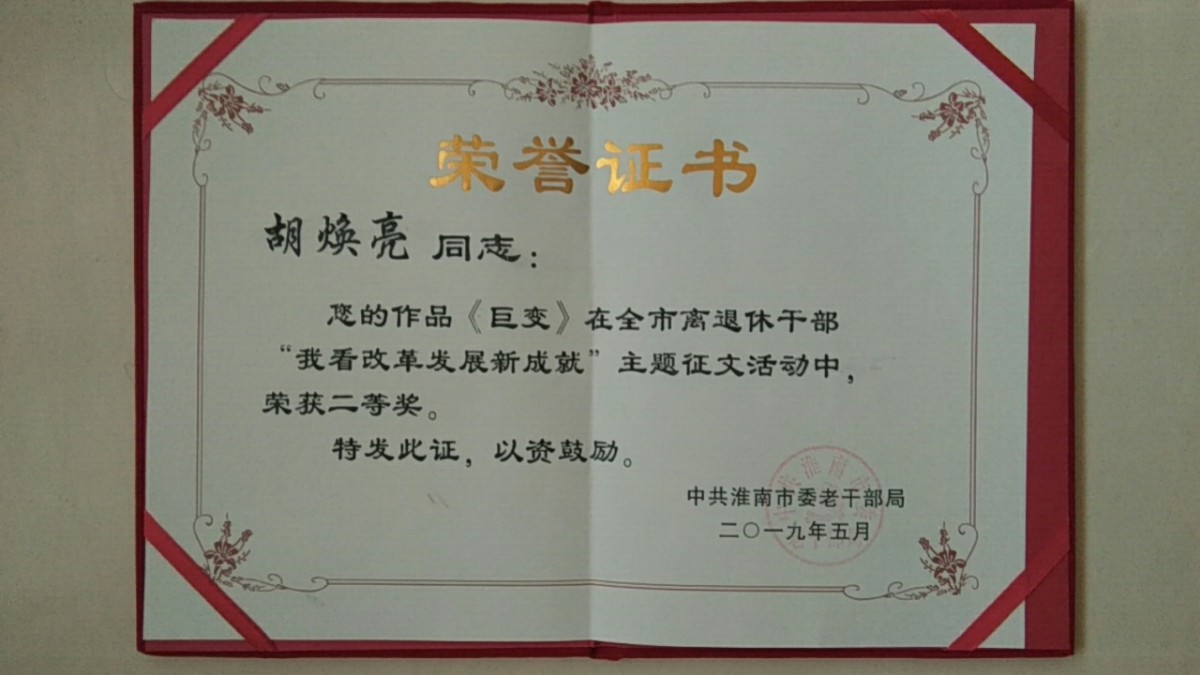 荣誉证书
胡焕亮 同志：
您的作品《巨变》在全市离退休干部
“我看改革发展新成就”主题征文活动中，
荣获二等奖。
特发此证，以资鼓励。
中共淮南市委老干部局
二〇一九年五月